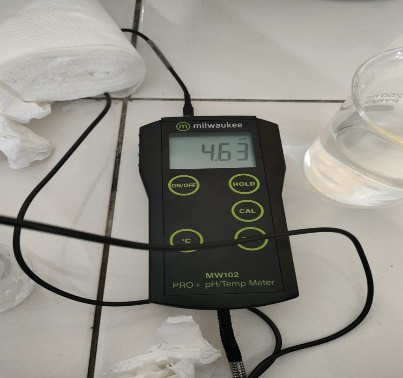 milwaukee
4.63
ON/OFF
HOLD
CAL
°C
MW102
PRO+ pH/Temp Meter